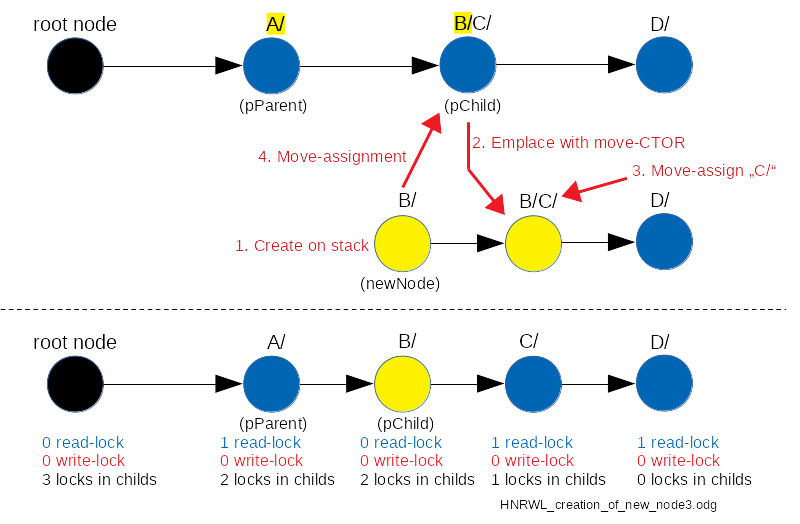 root node
A/
B/C/
D/
(pParent)
(pChild)
4. Move-assignment
2. Emplace with move-CTOR
3. Move-assign „C/“
B/
B/C/
D/
1. Create on stack
(newNode)
root node
A/
B/
C/
D/
(pParent)
(pChild)
0 read-lock
1 read-lock
0 read-lock
1 read-lock
1 read-lock
0 write-lock
0 write-lock
0 write-lock
0 write-lock
0 write-lock
3 locks in childs
2 locks in childs
2 locks in childs
1 locks in childs
0 locks in childs
HNRWL_creation_of_new_node3.odg